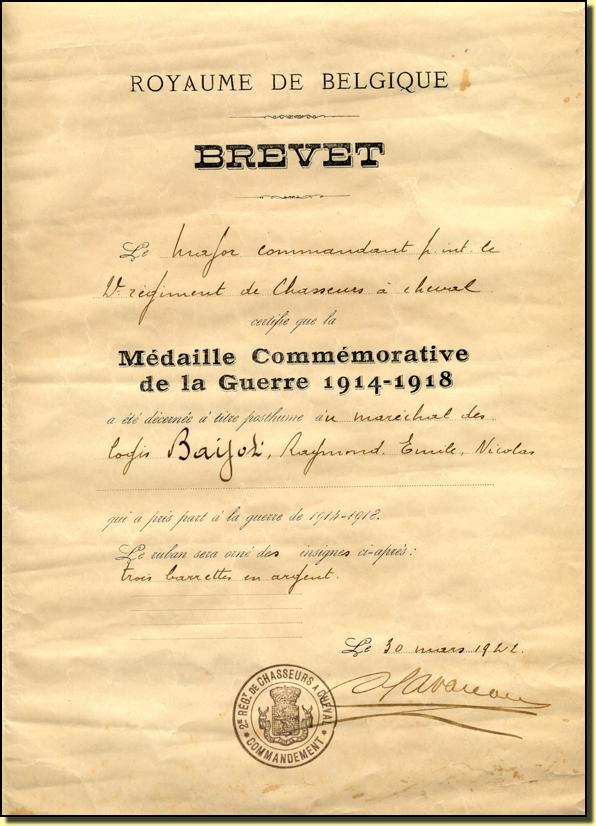 ROYAUME DE BELGIQUE
BREVET
Le major commandant p. int. le
2e régiment de Chasseurs à cheval
certifie que la
Médaille Commémorative
de la Guerre 1914-1918
a été décernée à titre posthume au maréchal des
logis Baijot, Raymond, Emile, Nicolas
qui a pris part à la guerre de 1914-1918.
Le ruban sera orné des insignes ci-après:
trois barrettes en argent.
Le 30 mars 1922.
2e RÉGT. DE CHASSEURS A CHEVAL
COMMANDEMENT